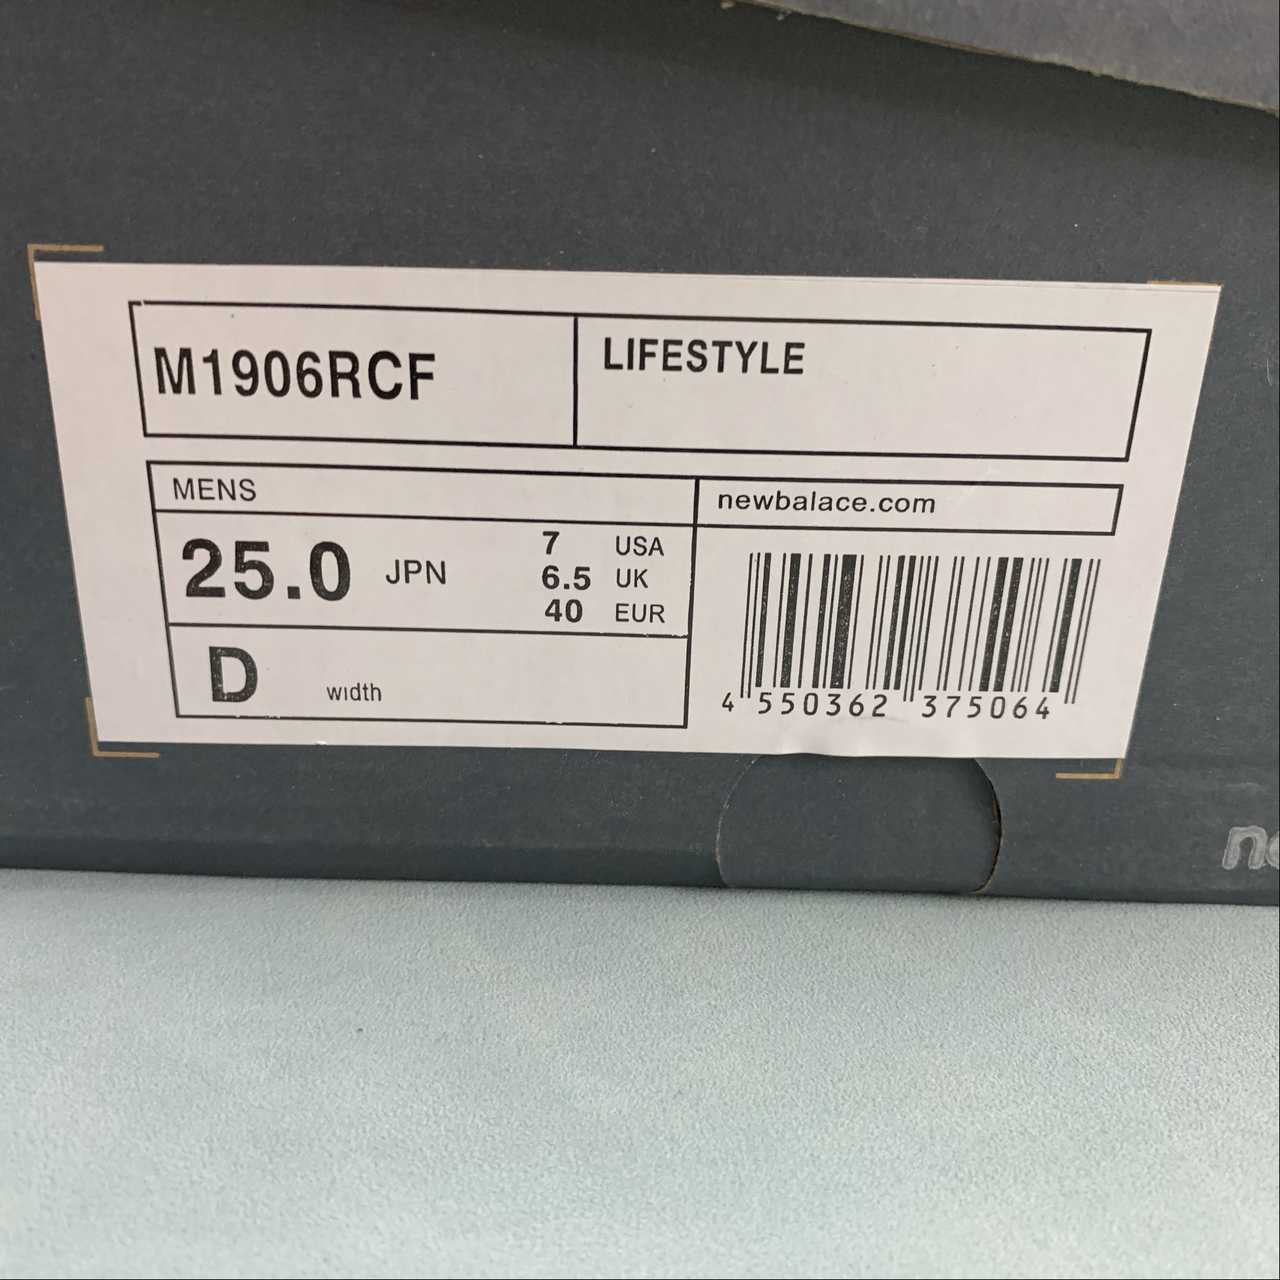 M1906RCF
LIFESTYLE
MENS
newbalace.com
25.0 JPN
7 USA
6.5 UK
40 EUR
D width
4 550362 375064